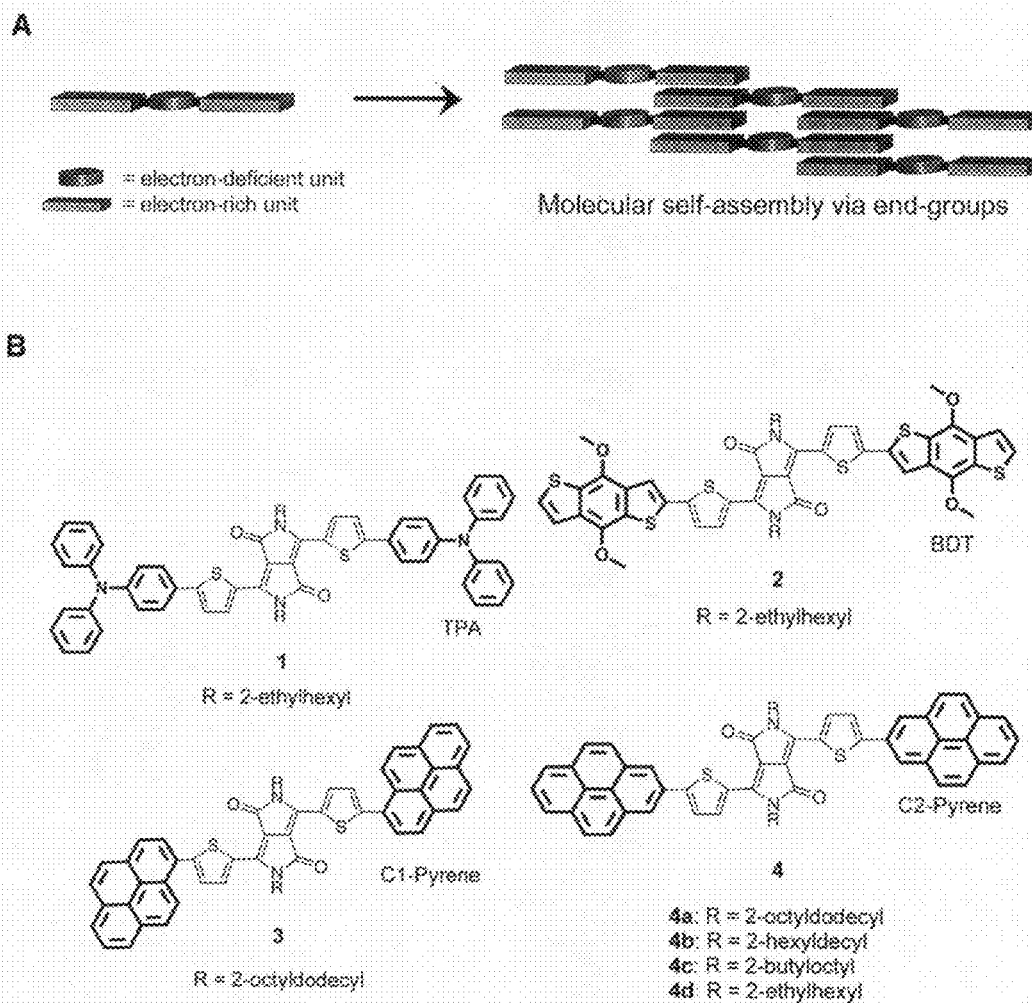 A
= electron-deficient unit
= electron-rich unit
Molecular self-assembly via end-groups
B
R
N
O
S
N
O
N
R
S
TPA
1
R = 2-ethylhexyl
S
O
S
O
S
R
N
O
O
N
R
S
S
O
S
O
BDT
2
R = 2-ethylhexyl
S
R
N
O
O
N
R
S
C1-Pyrene
3
R = 2-octyldodecyl
S
R
N
O
O
N
R
S
C2-Pyrene
4
4a: R = 2-octyldodecyl
4b: R = 2-hexyldecyl
4c: R = 2-butyloctyl
4d: R = 2-ethylhexyl